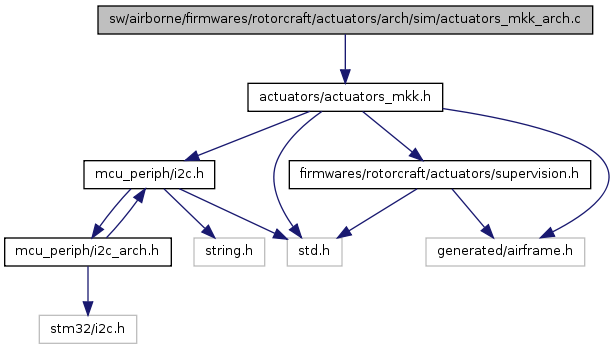 sw/airborne/firmwares/rotorcraft/actuators/arch/sim/actuators_mkk_arch.c
actuators/actuators_mkk.h
mcu_periph/i2c.h
firmwares/rotorcraft/actuators/supervision.h
mcu_periph/i2c_arch.h
string.h
std.h
generated/airframe.h
stm32/i2c.h